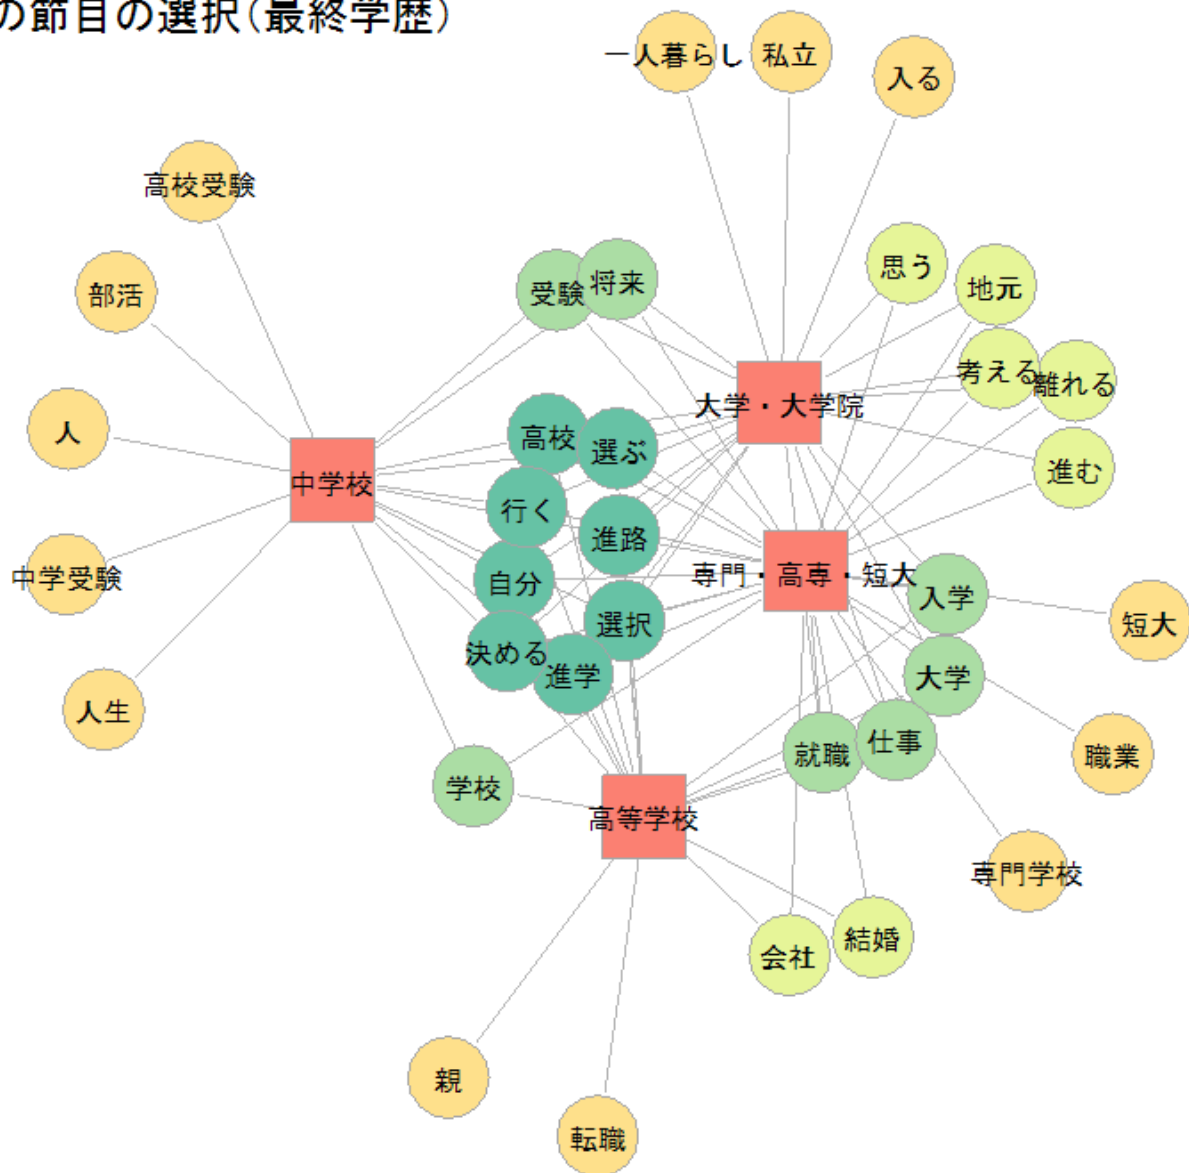 の節目の選択(最終学歴)
一人暮らし
私立
入る
高校受験
部活
受験
将来
思う
地元
考える
離れる
大学・大学院
人
高校
選ぶ
中学校
進む
行く
進路
中学受験
自分
専門・高専・短大
入学
選択
短大
決める
進学
大学
人生
就職
仕事
職業
学校
高等学校
専門学校
会社
結婚
親
転職